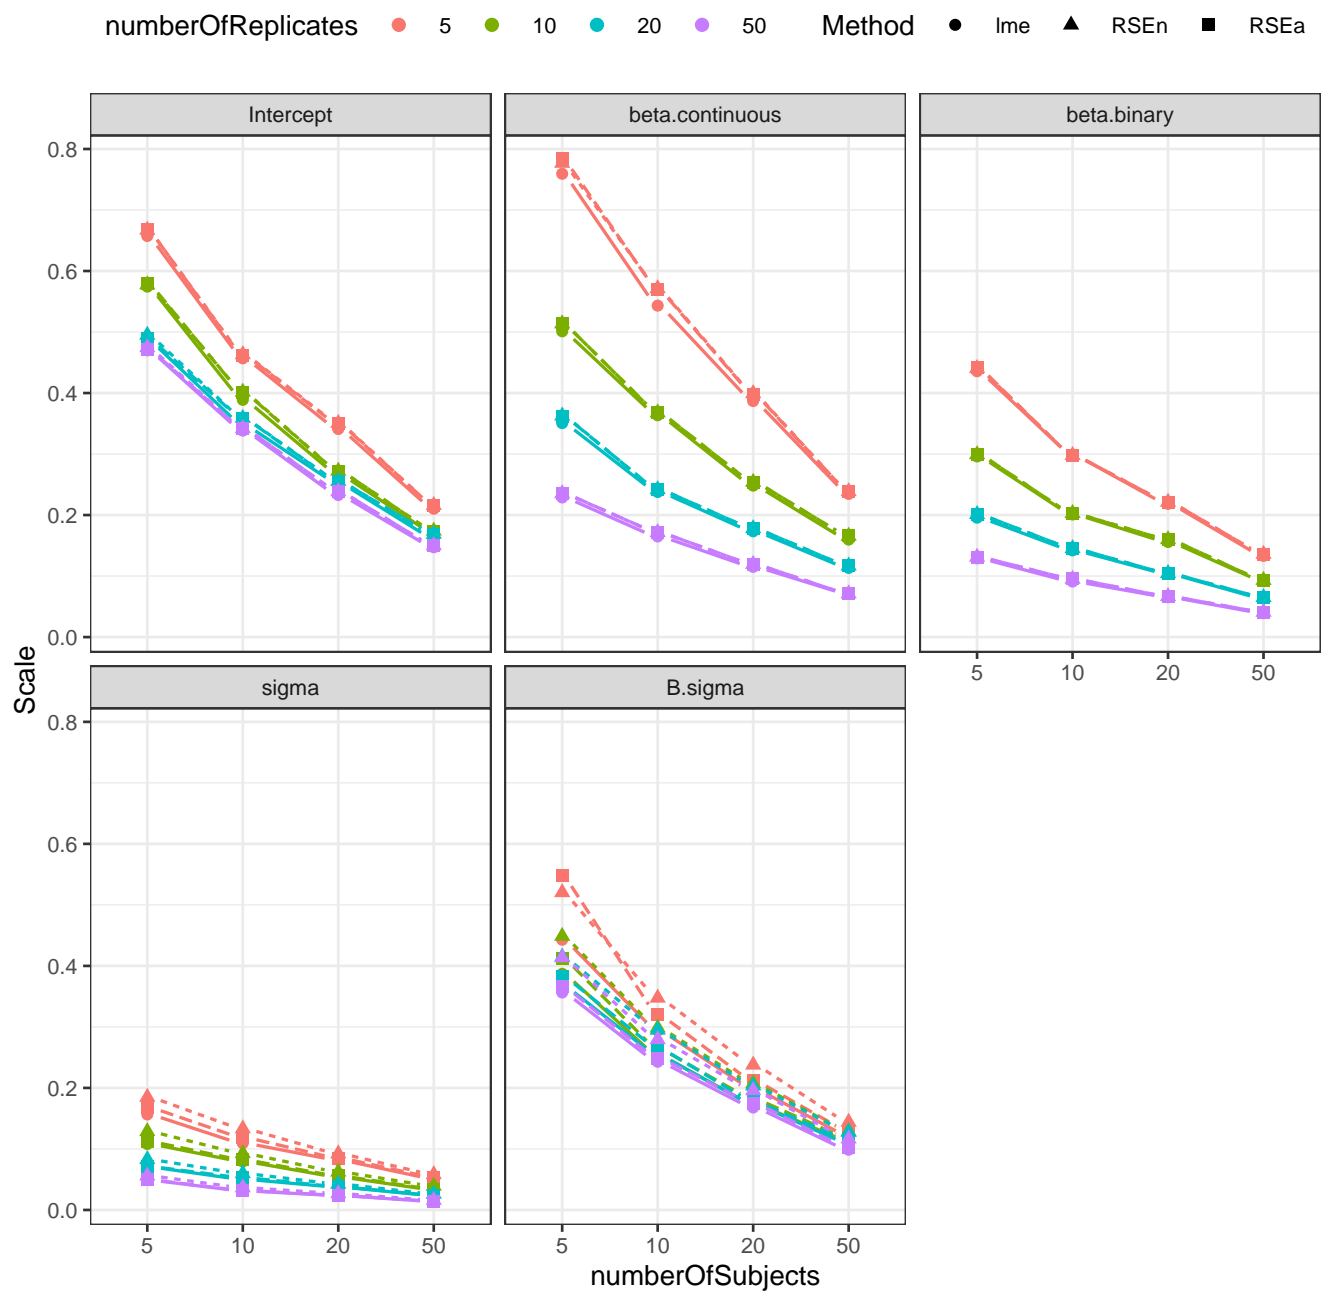 numberOfReplicates 5 10 20 50 Method lme RSEn RSEa
Intercept beta.continuous beta.binary
0.8
0.6
0.4
0.2
0.0
5 10 20 50
Scale
sigma B.sigma
0.8
0.6
0.4
0.2
0.0
5 10 20 50 5 10 20 50
numberOfSubjects